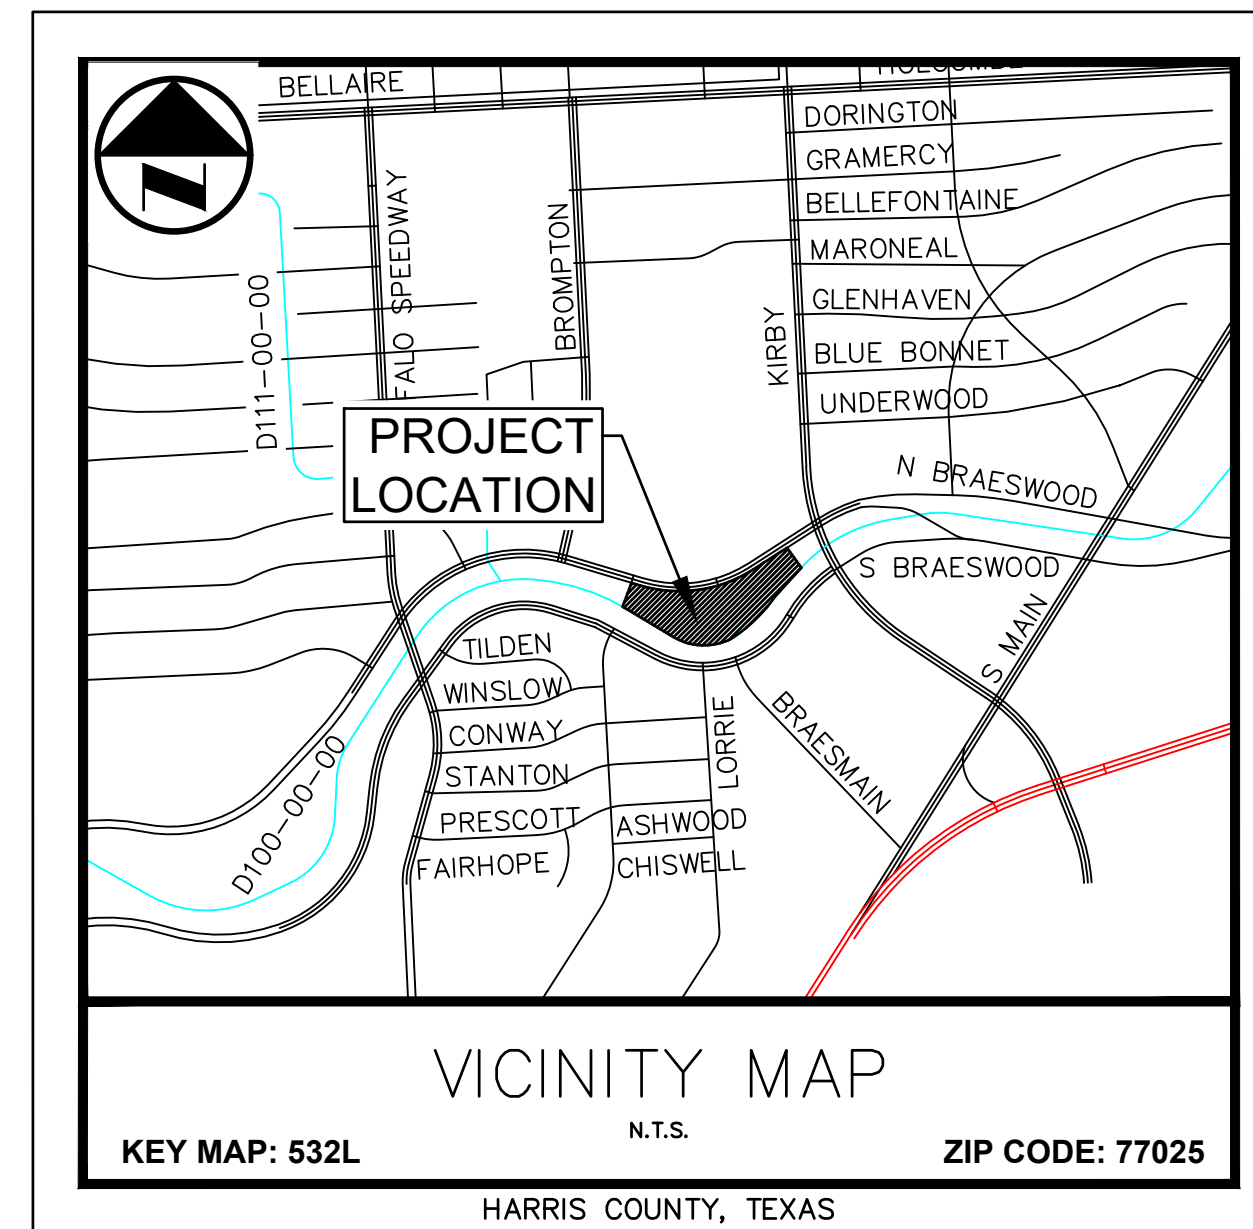 BELLAIRE
DORINGTON
GRAMERCY
BELLEFONTAINE
MARONEAL
GLENHAVEN
BLUE BONNET
UNDERWOOD
KIRBY
BROMPTON
FALO SPEEDWAY
D111-00-00
N
PROJECT
LOCATION
N BRAESWOOD
S BRAESWOOD
S MAIN
TILDEN
WINSLOW
CONWAY
STANTON
PRESCOTT
FAIRHOPE
LORRIE
BRAESMAIN
ASHWOOD
CHISWELL
D100-00-00
VICINITY MAP
N.T.S.
KEY MAP: 532L
ZIP CODE: 77025
HARRIS COUNTY, TEXAS